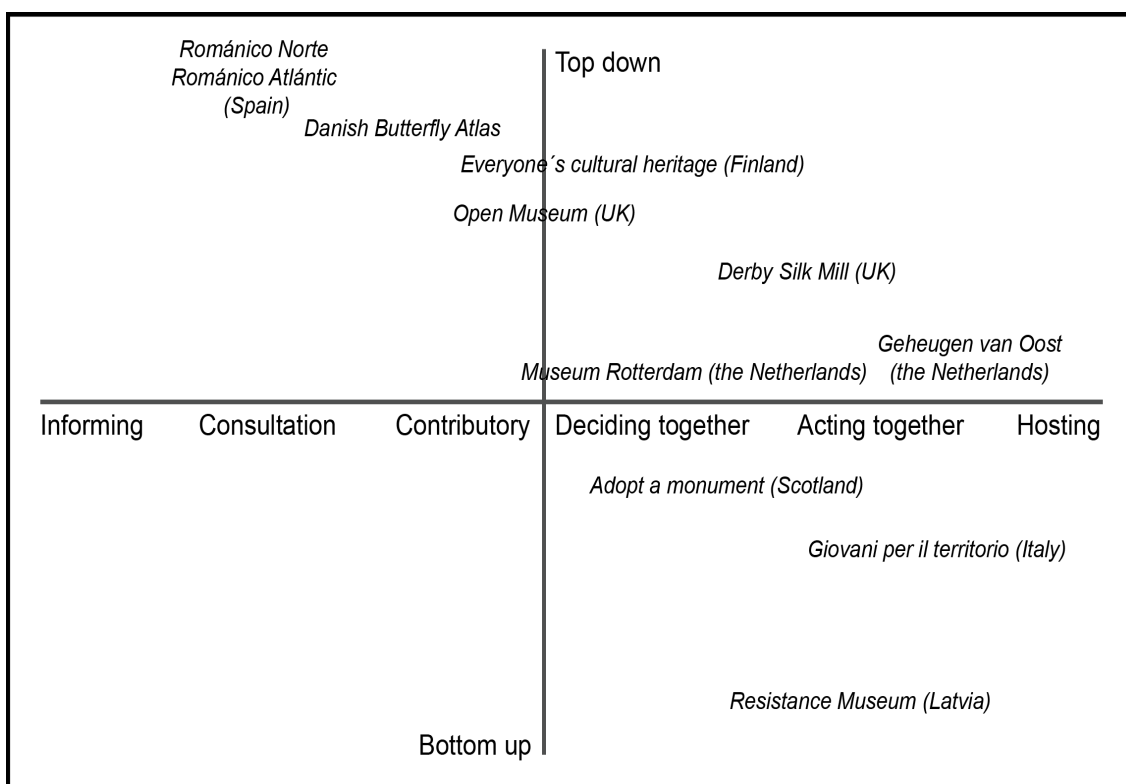 Románico Norte
Románico Atlántic
(Spain)
Top down
Danish Butterfly Atlas
Everyone´s cultural heritage (Finland)
Open Museum (UK)
Derby Silk Mill (UK)
Geheugen van Oost
(the Netherlands)
Museum Rotterdam (the Netherlands)
Informing Consultation Contributory Deciding together Acting together Hosting
Adopt a monument (Scotland)
Giovani per il territorio (Italy)
Resistance Museum (Latvia)
Bottom up